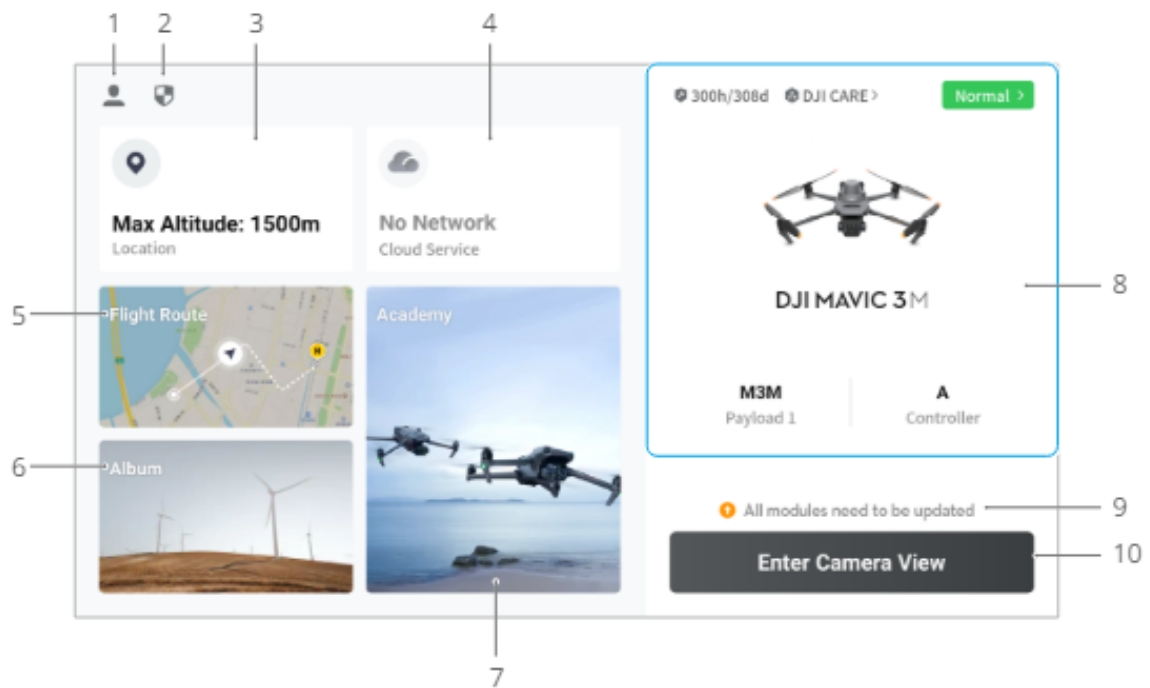 1
2
3
4
300h/308d DJI CARE >
Normal >
Max Altitude: 1500m
Location
No Network
Cloud Service
5
Flight Route
H
Academy
DJI MAVIC 3M
8
M3M
Payload 1
A
Controller
6
Album
All modules need to be updated
9
Enter Camera View
10
7